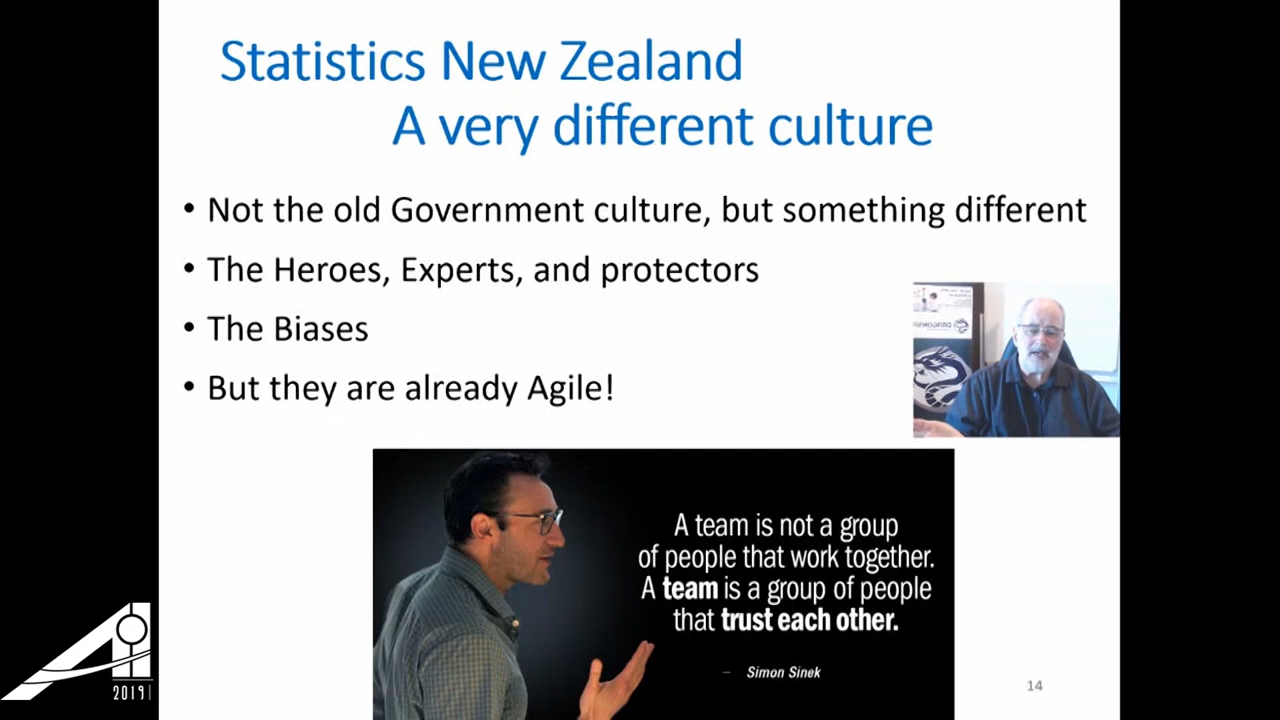 Statistics New Zealand
A very different culture
• Not the old Government culture, but something different
• The Heroes, Experts, and protectors
• The Biases
• But they are already Agile!
A team is not a group
of people that work together.
A team is a group of people
that trust each other.
– Simon Sinek
14
2019